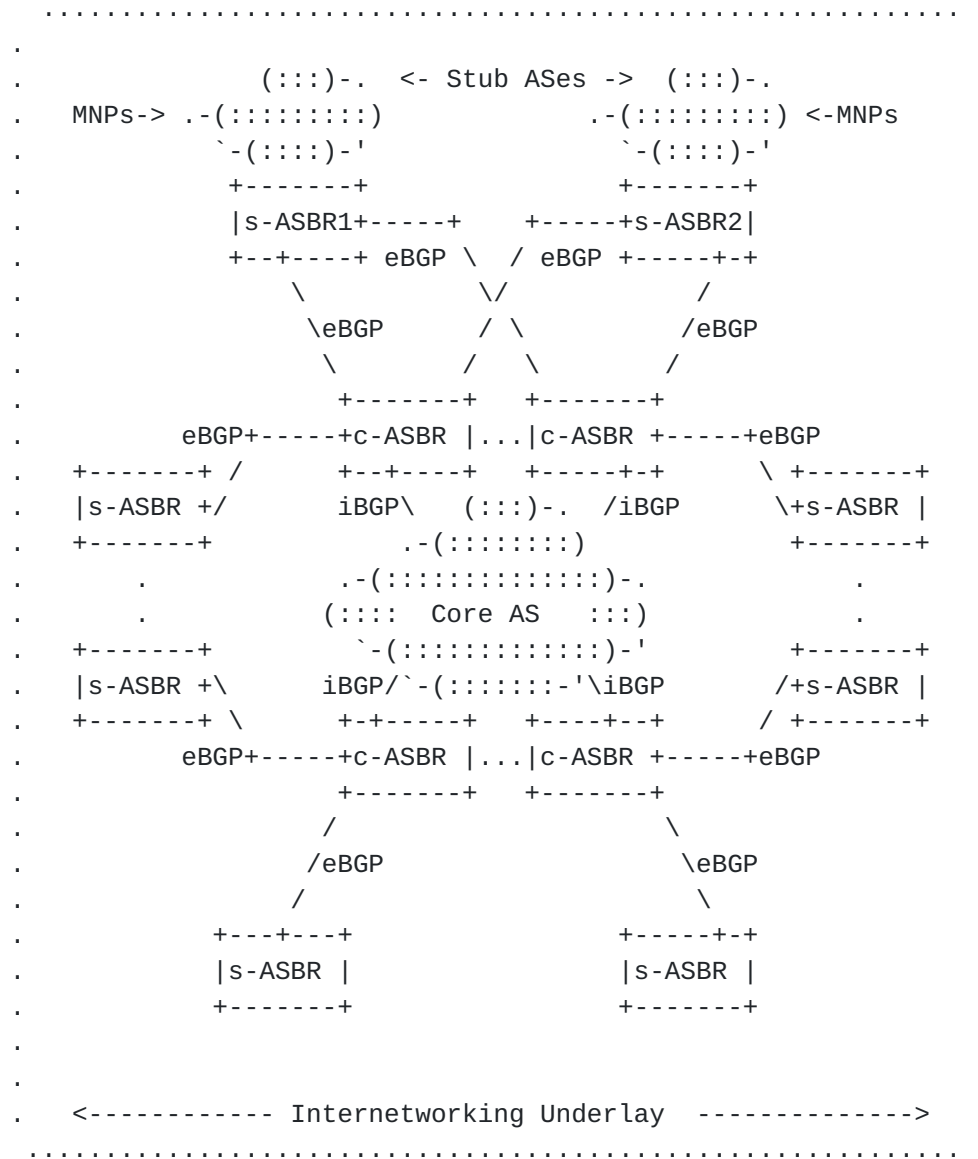 (:::)-.  <- Stub ASes ->  (:::)-.
MNPs-> .-(:::::::::)             .-(:::::::::) <-MNPs
`-(::::)-'                `-(::::)-'
+-------+                +-------+
|s-ASBR1+-----+    +-----+s-ASBR2|
+--+----+ eBGP \  / eBGP +-----+-+
\            \/            /
\eBGP      / \          /eBGP
\        /   \        /
+-------+   +-------+
eBGP+-----+c-ASBR |...|c-ASBR +-----+eBGP
+-------+ /      +--+----+   +-----+-+      \ +-------+
|s-ASBR +/       iBGP\   (:::)-.  /iBGP      \+s-ASBR |
+-------+            .-(::::::::)             +-------+
.            .-(::::::::::::::)-.             .
.           (::::  Core AS   :::)             .
+-------+         `-(:::::::::::::)-'         +-------+
|s-ASBR +\      iBGP/`-(:::::::-'\iBGP       /+s-ASBR |
+-------+ \      +-+-----+   +----+--+      / +-------+
eBGP+-----+c-ASBR |...|c-ASBR +-----+eBGP
+-------+   +-------+
/                     \
/eBGP                   \eBGP
/                         \
+---+---+                 +-----+-+
|s-ASBR |                 |s-ASBR |
+-------+                 +-------+
<------------ Internetworking Underlay  -------------->